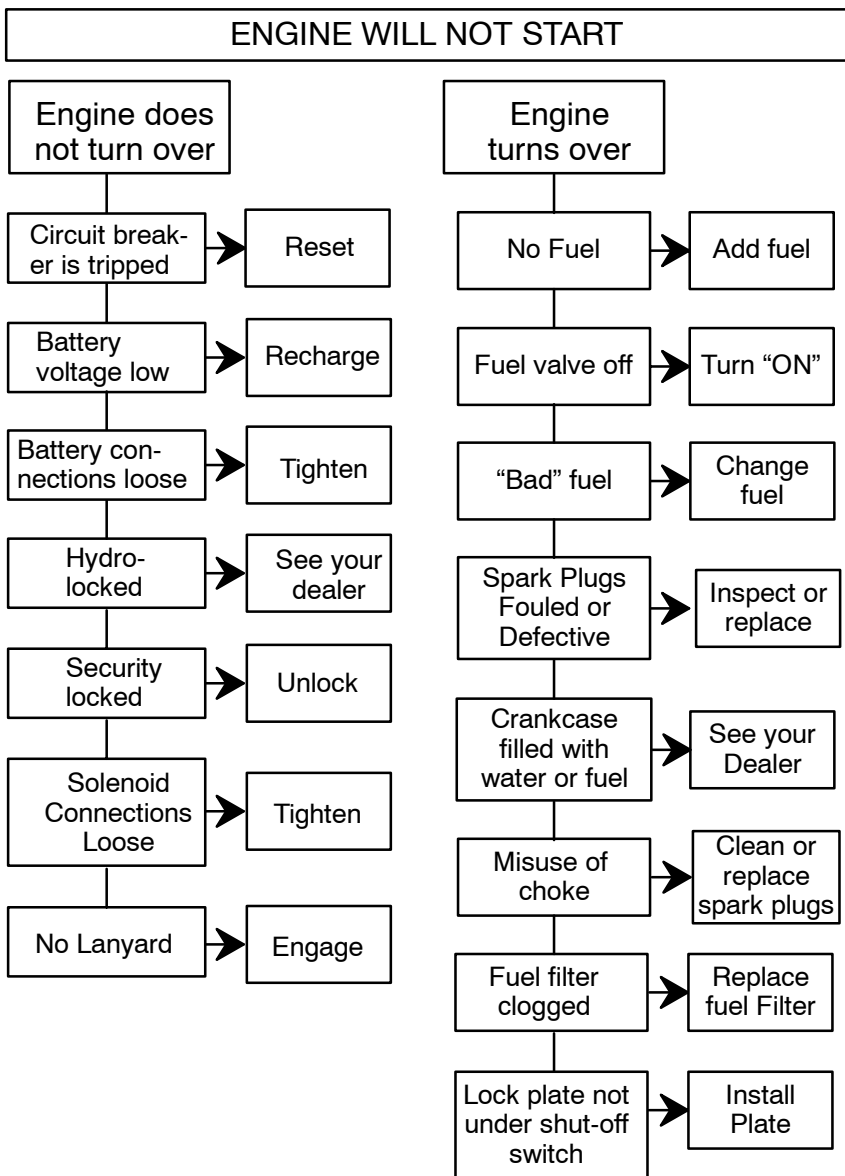 ENGINE WILL NOT START
Engine does
not turn over
Circuit break-
er is tripped
Reset
Battery
voltage low
Recharge
Battery con-
nections loose
Tighten
Hydro-
locked
See your
dealer
Security
locked
Unlock
Solenoid
Connections
Loose
Tighten
No Lanyard
Engage
Engine
turns over
No Fuel
Add fuel
Fuel valve off
Turn “ON”
“Bad” fuel
Change
fuel
Spark Plugs
Fouled or
Defective
Inspect or
replace
Crankcase
filled with
water or fuel
See your
Dealer
Misuse of
choke
Clean or
replace
spark plugs
Fuel filter
clogged
Replace
fuel Filter
Lock plate not
under shut-off
switch
Install
Plate